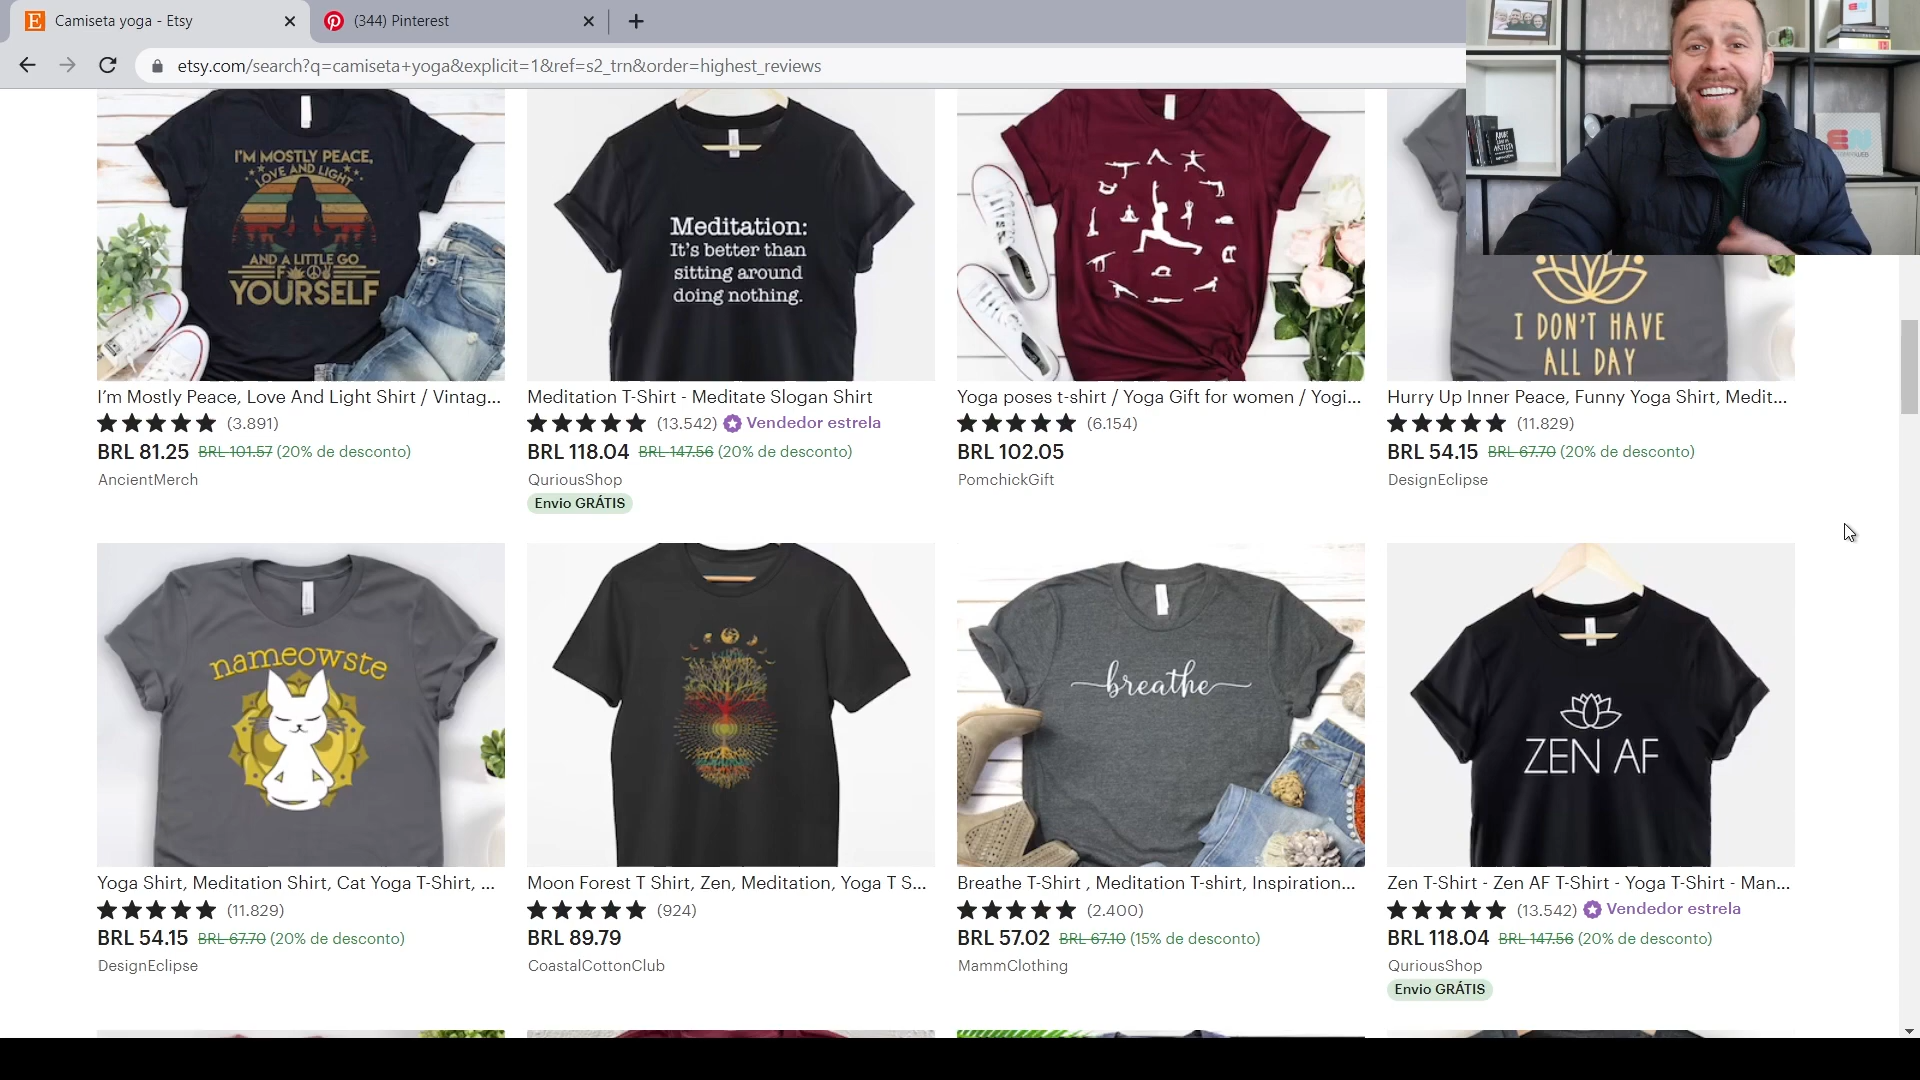 Camiseta yoga - Etsy
(344) Pinterest
etsy.com/search?q=camiseta+yoga&explicit=1&ref=s2_trn&order=highest_reviews
I'M MOSTLY PEACE,
LOVE AND LIGHT
AND A LITTLE GO
YOURSELF
Meditation:
It's better than
sitting around
doing nothing.
I DON'T HAVE
ALL DAY
I'm Mostly Peace, Love And Light Shirt / Vintag...
(3.891)
BRL 81.25 BRL 101.57 (20% de desconto)
AncientMerch
Meditation T-Shirt - Meditate Slogan Shirt
(13.542) Vendedor estrela
BRL 118.04 BRL 147.56 (20% de desconto)
QuriousShop
Envio GRÁTIS
Yoga poses t-shirt / Yoga Gift for women / Yogi...
(6.154)
BRL 102.05
PomchickGift
Hurry Up Inner Peace, Funny Yoga Shirt, Medit...
(11.829)
BRL 54.15 BRL 67.70 (20% de desconto)
DesignEclipse
nameowste
breathe
ZEN AF
Yoga Shirt, Meditation Shirt, Cat Yoga T-Shirt, ...
(11.829)
BRL 54.15 BRL 67.70 (20% de desconto)
DesignEclipse
Moon Forest T Shirt, Zen, Meditation, Yoga T S...
(924)
BRL 89.79
CoastalCottonClub
Breathe T-Shirt , Meditation T-shirt, Inspiration...
(2.400)
BRL 57.02 BRL 67.10 (15% de desconto)
MammClothing
Zen T-Shirt - Zen AF T-Shirt - Yoga T-Shirt - Man...
(13.542) Vendedor estrela
BRL 118.04 BRL 147.56 (20% de desconto)
QuriousShop
Envio GRÁTIS